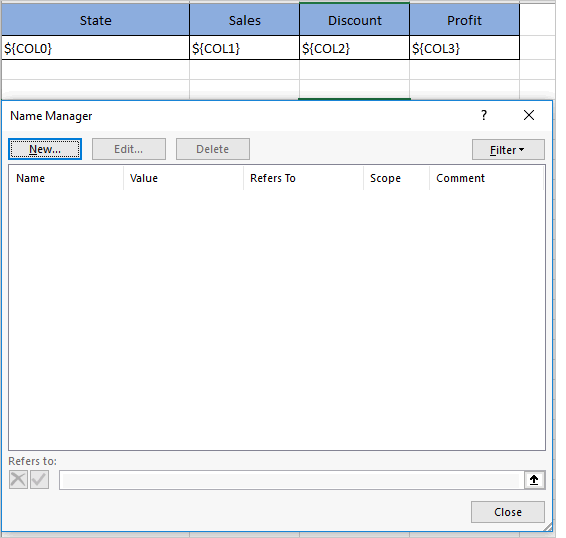 State Sales Discount Profit
${COL0} ${COL1} ${COL2} ${COL3}
Name Manager ?
New... Edit... Delete Filter
Name Value Refers To Scope Comment
Refers to:
Close